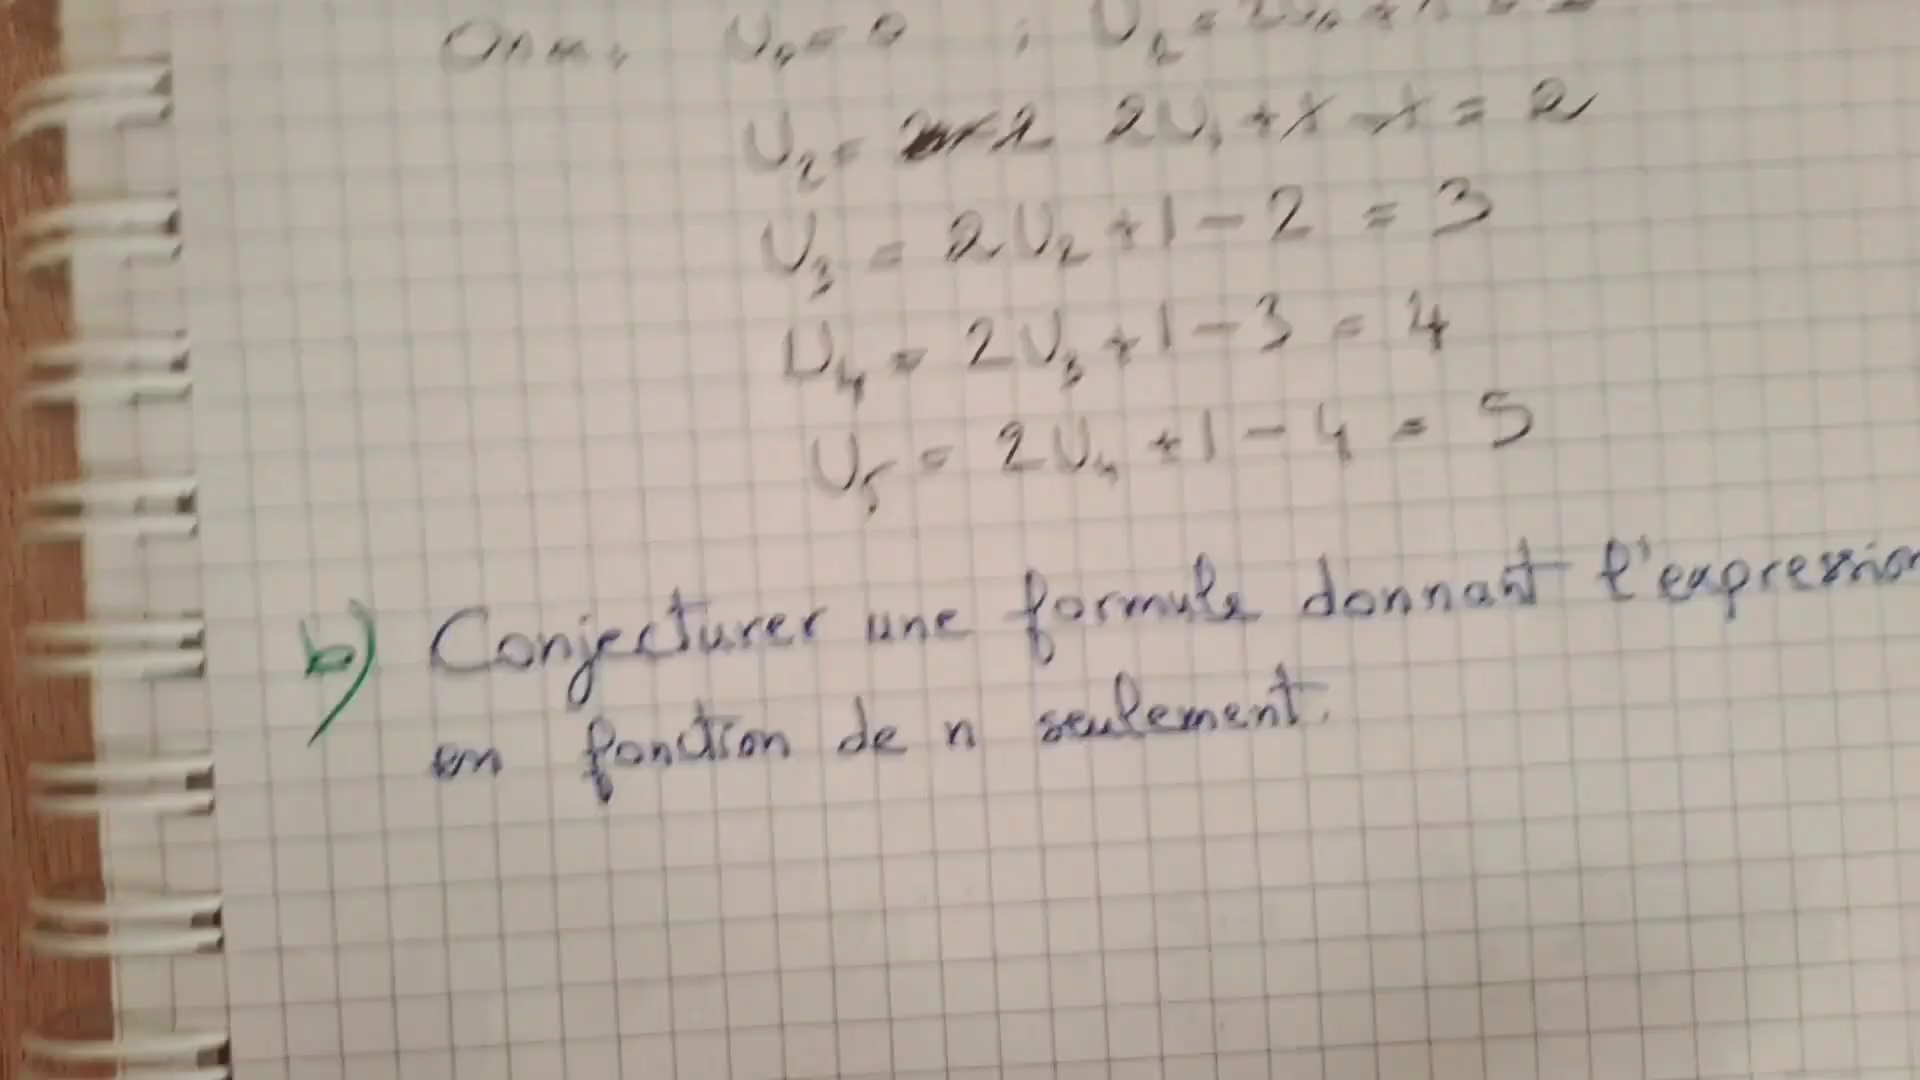 On a, U₀ = 0 ;
U₂ = 2U₁ + 1 - 1 = 2
U₃ = 2U₂ + 1 - 2 = 3
U₄ = 2U₃ + 1 - 3 = 4
U₅ = 2U₄ + 1 - 4 = 5
b) Conjecturer une formule donnant l'expression
en fonction de n seulement.